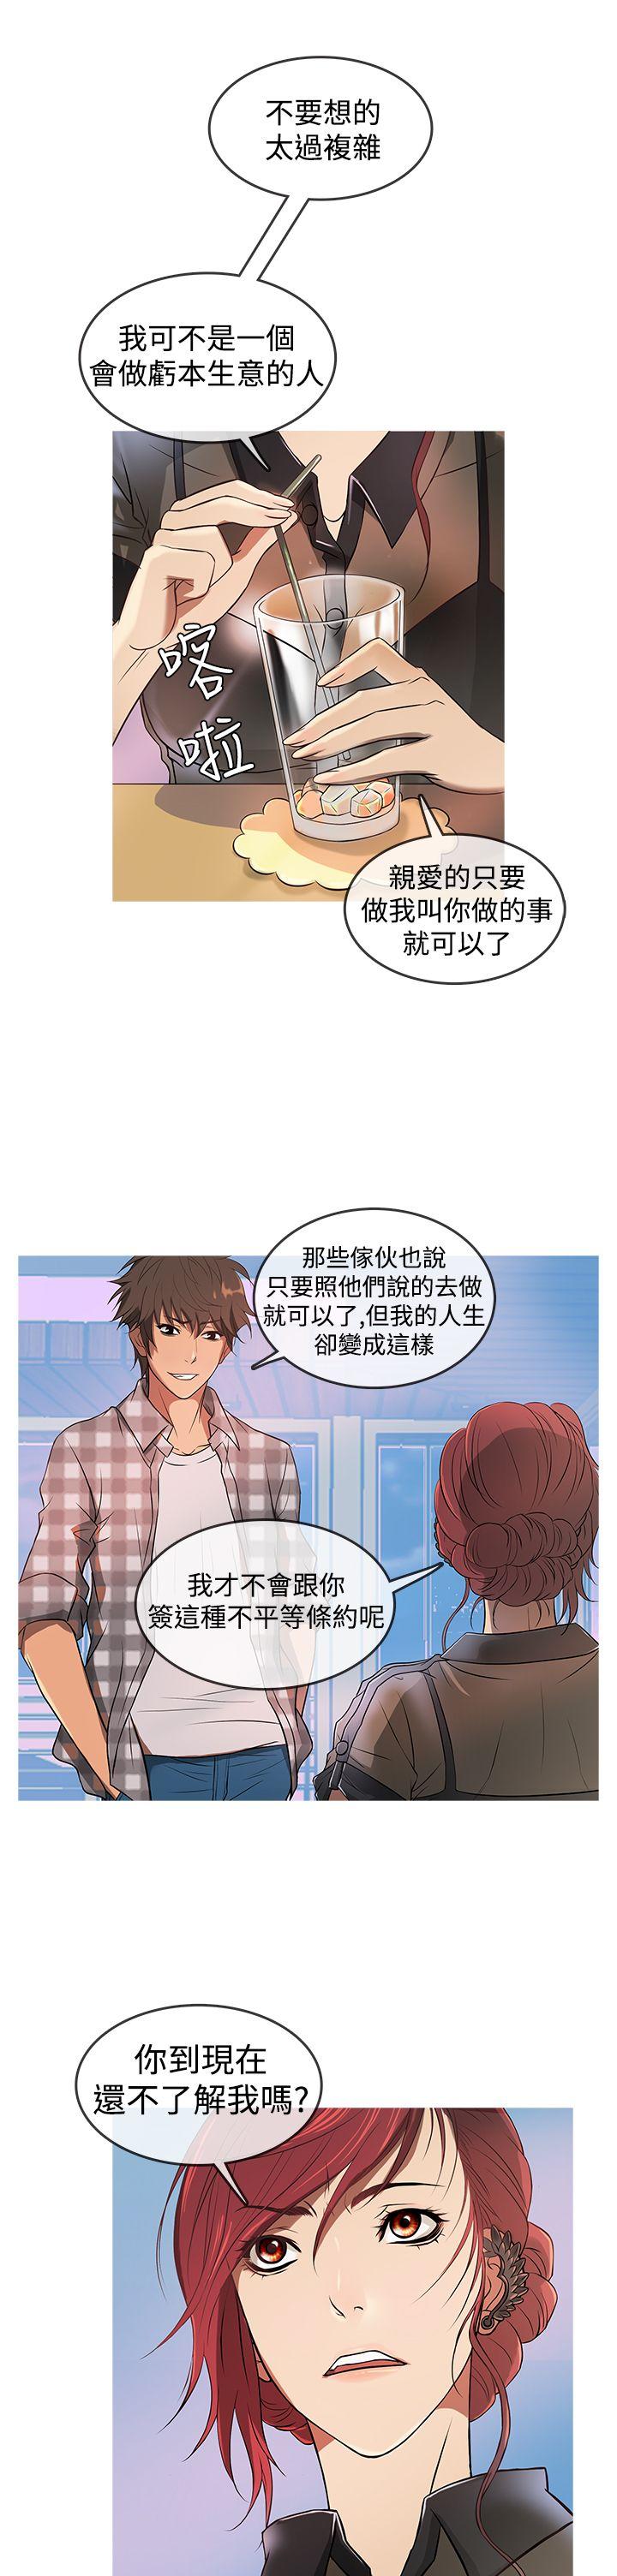 不要想的
太過複雜
我可不是一個
會做虧本生意的人
喀
啦
親愛的只要
做我叫你做的事
就可以了
那些傢伙也說
只要照他們說的去做
就可以了,但我的人生
卻變成這樣
我才不會跟你
簽這種不平等條約呢
你到現在
還不了解我嗎?